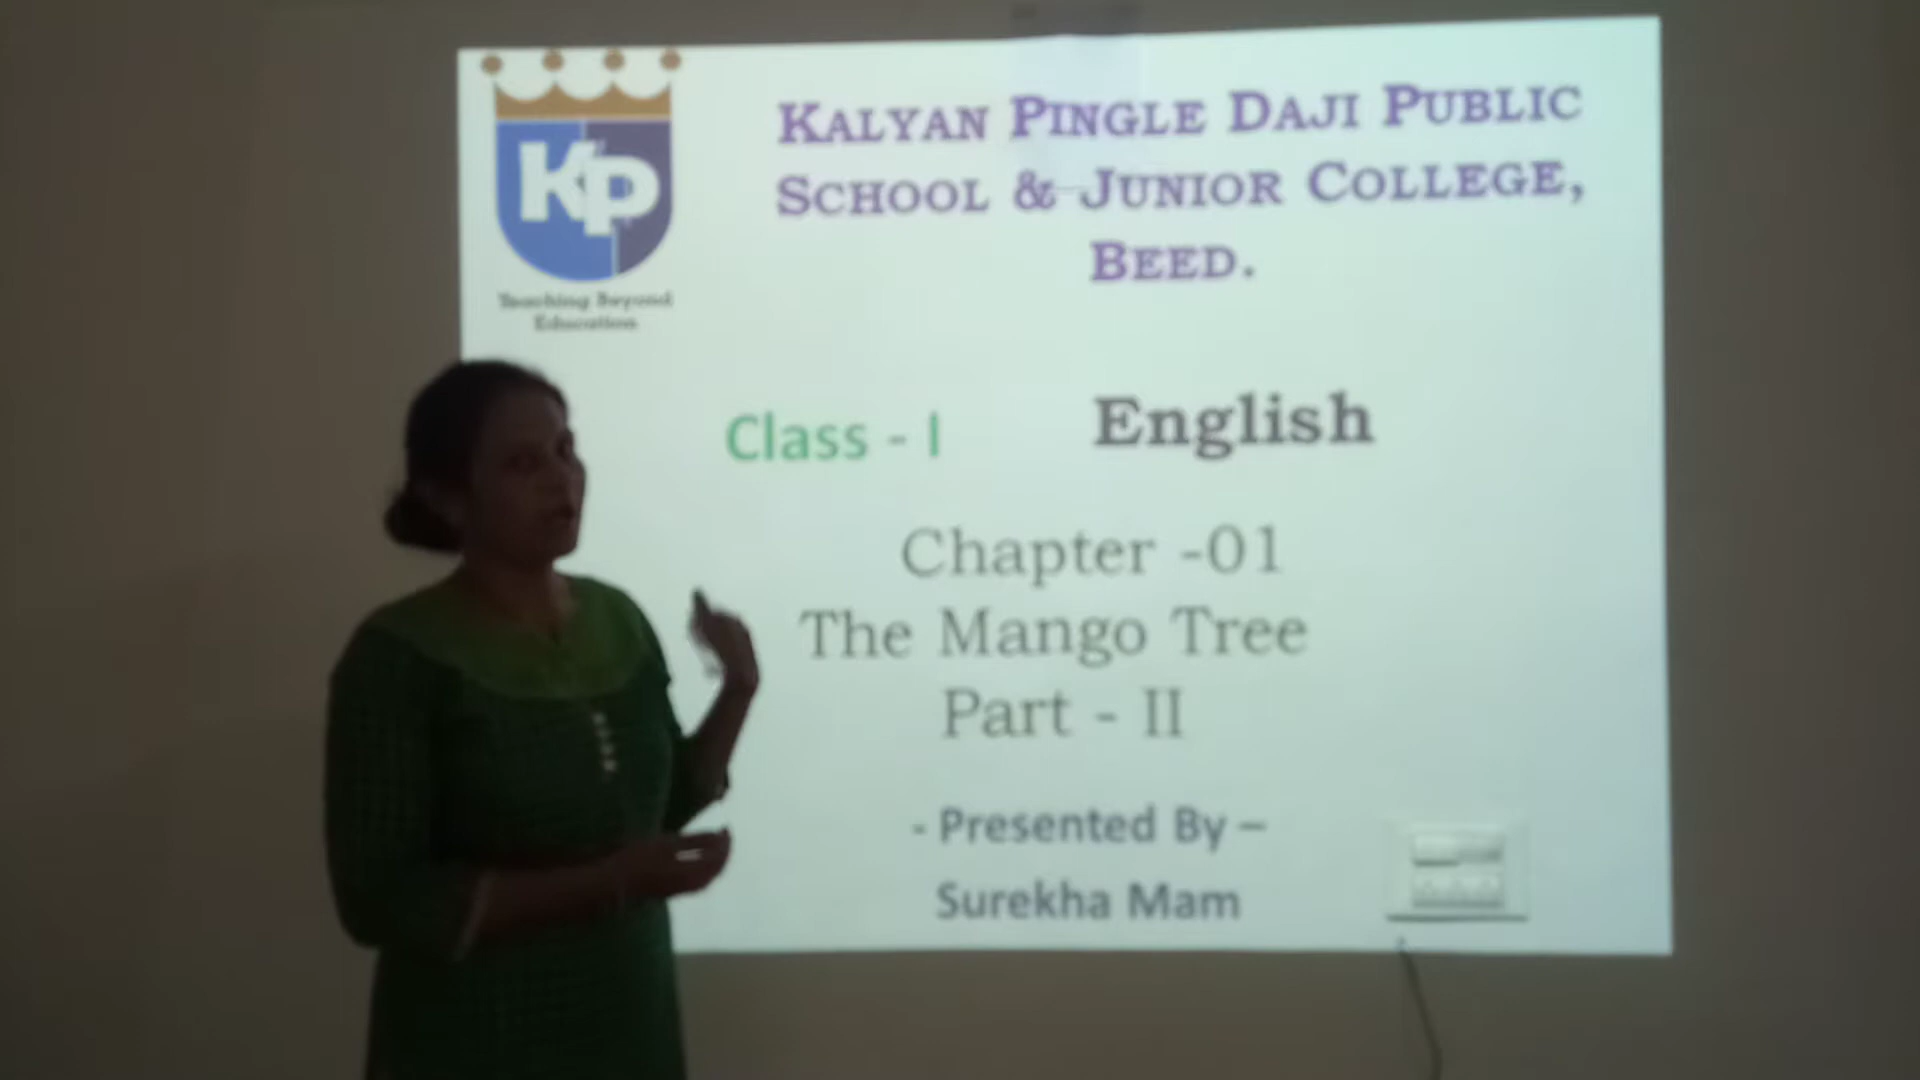 KP
Teaching Beyond
Education
KALYAN PINGLE DAJI PUBLIC
SCHOOL & JUNIOR COLLEGE,
BEED.
Class - I English
Chapter -01
The Mango Tree
Part - II
- Presented By –
Surekha Mam